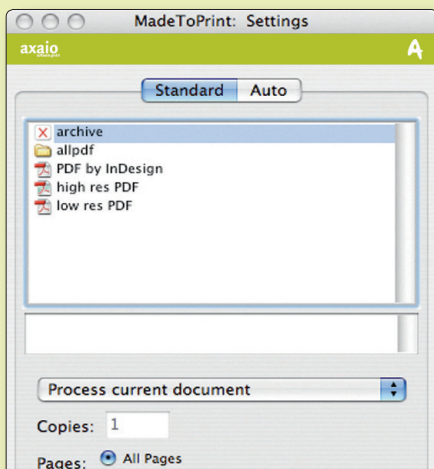 MadeToPrint: Settings
axaio
A
Standard Auto
archive
allpdf
PDF by InDesign
high res PDF
low res PDF
Process current document
Copies: 1
Pages: All Pages